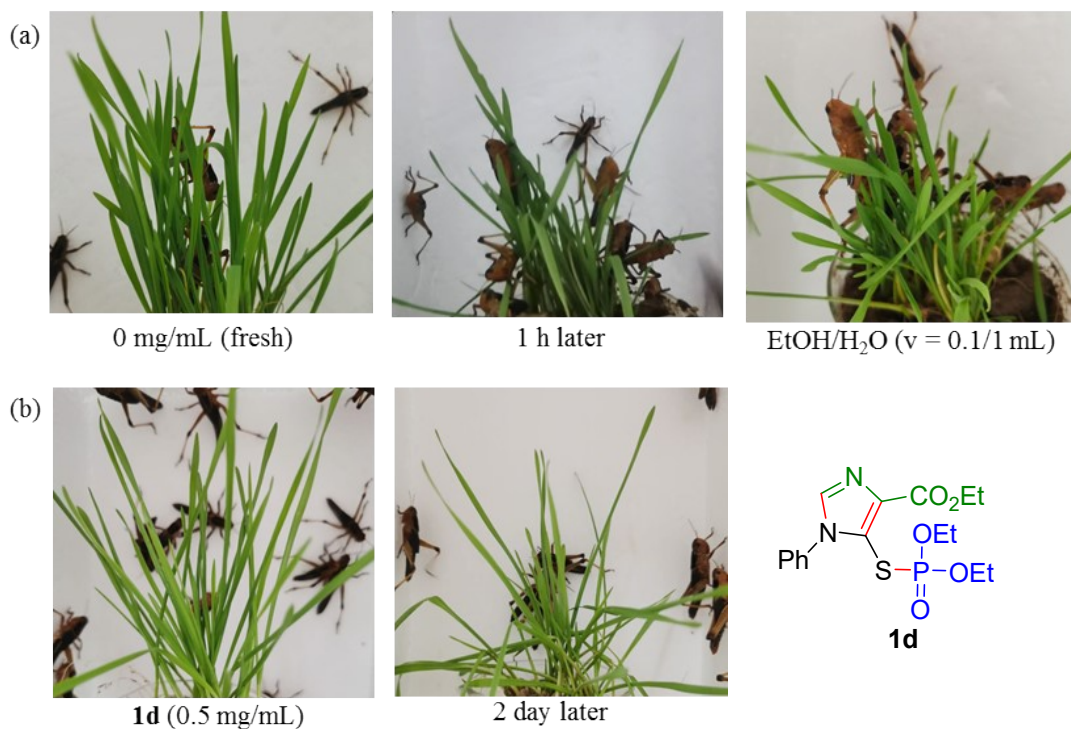 (a)
0 mg/mL (fresh)
1 h later
EtOH/H₂O (v = 0.1/1 mL)
(b)
1d (0.5 mg/mL)
2 day later
N
CO₂Et
N
Ph
S
P
OEt
OEt
O
1d